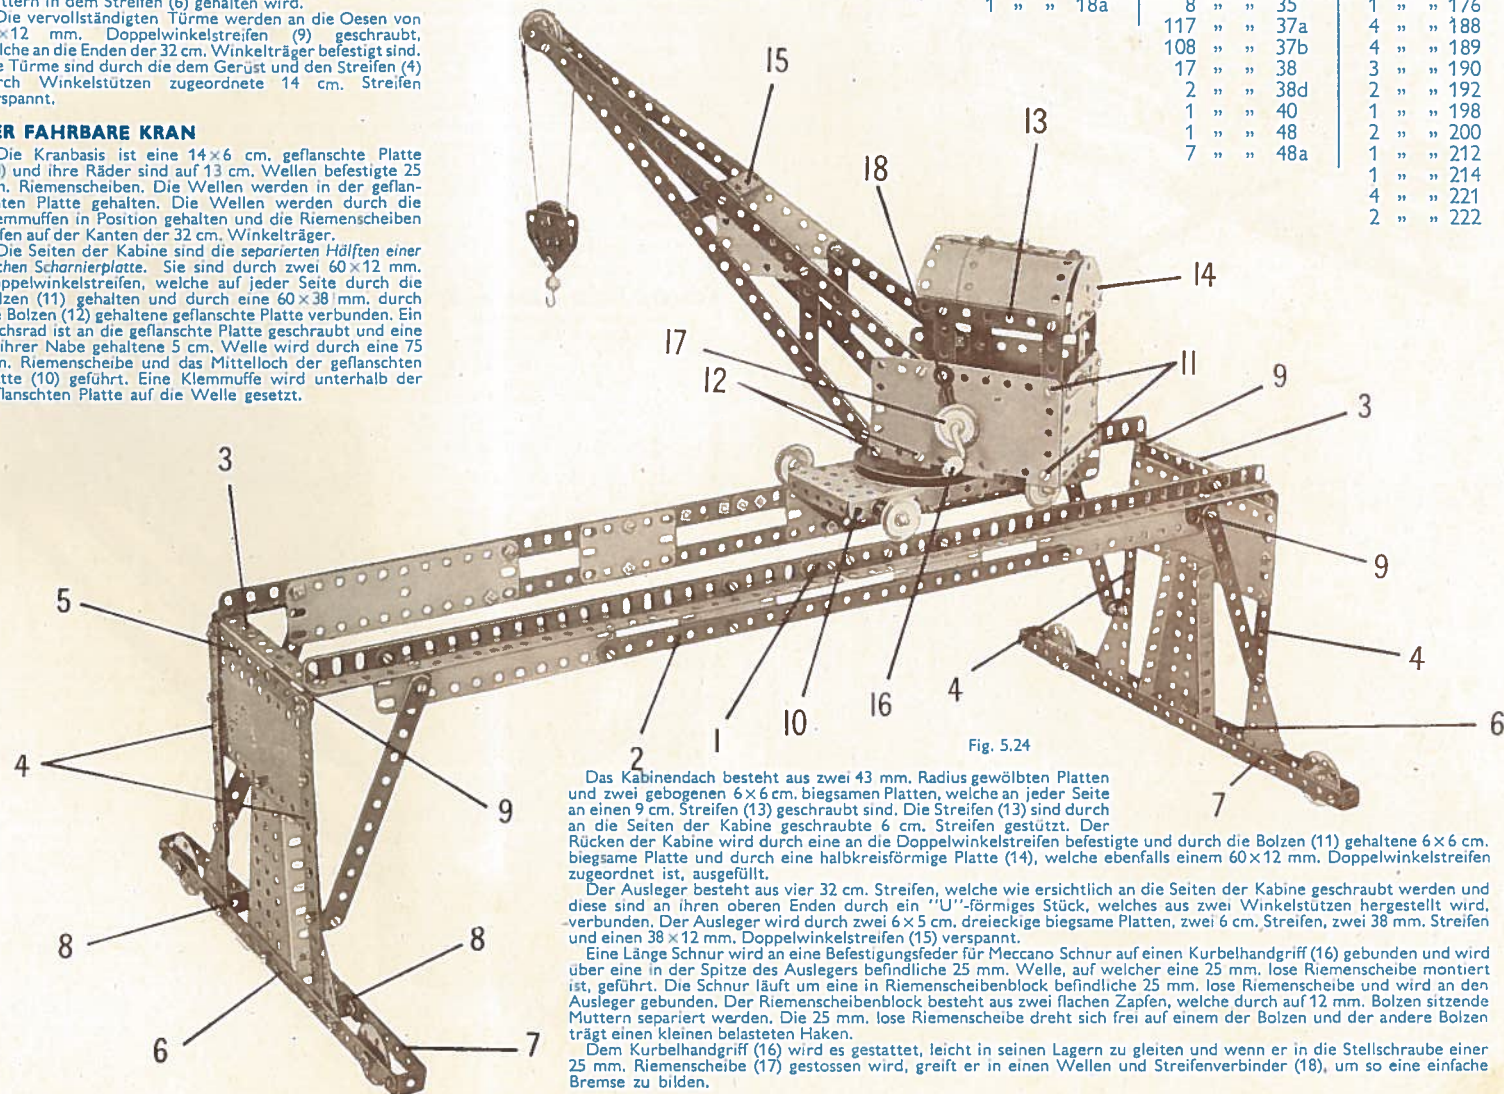 ttern in dem Streifen (6) gehalten wird.
Die vervollständigten Türme werden an die Oesen von
×12 mm. Doppelwinkelstreifen (9) geschraubt,
lche an die Enden der 32 cm. Winkelträger befestigt sind.
e Türme sind durch die dem Gerüst und den Streifen (4)
rch Winkelstützen zugeordnete 14 cm. Streifen
rspannt.
ER FAHRBARE KRAN
Die Kranbasis ist eine 14×6 cm. geflanschte Platte
) und ihre Räder sind auf 13 cm. Wellen befestigte 25
n. Riemenscheiben. Die Wellen werden in der geflan-
ten Platte gehalten. Die Wellen werden durch die
emmuffen in Position gehalten und die Riemenscheiben
fen auf der Kanten der 32 cm. Winkelträger.
Die Seiten der Kabine sind die separierten Hälften einer
chen Scharnierplatte. Sie sind durch zwei 60×12 mm.
ppelwinkelstreifen, welche auf jeder Seite durch die
lzen (11) gehalten und durch eine 60×38 mm. durch
e Bolzen (12) gehaltene geflanschte Platte verbunden. Ein
chsrad ist an die geflanschte Platte geschraubt und eine
ihrer Nabe gehaltene 5 cm. Welle wird durch eine 75
n. Riemenscheibe und das Mittelloch der geflanschten
tte (10) geführt. Eine Klemmuffe wird unterhalb der
flanschten Platte auf die Welle gesetzt.
1 ,, ,, 18a
8 ,, ,, 35
117 ,, ,, 37a
108 ,, ,, 37b
17 ,, ,, 38
2 ,, ,, 38d
1 ,, ,, 40
1 ,, ,, 48
7 ,, ,, 48a
1 ,, ,, 176
4 ,, ,, 188
4 ,, ,, 189
3 ,, ,, 190
2 ,, ,, 192
1 ,, ,, 198
2 ,, ,, 200
1 ,, ,, 212
1 ,, ,, 214
4 ,, ,, 221
2 ,, ,, 222
15
13
18
14
17
12
11
9
3
3
5
9
4
4
4
10
16
1
2
6
7
9
8
8
6
7
Fig. 5.24
Das Kabinendach besteht aus zwei 43 mm. Radius gewölbten Platten
und zwei gebogenen 6×6 cm. biegsamen Platten, welche an jeder Seite
an einen 9 cm. Streifen (13) geschraubt sind. Die Streifen (13) sind durch
an die Seiten der Kabine geschraubte 6 cm. Streifen gestützt. Der
Rücken der Kabine wird durch eine an die Doppelwinkelstreifen befestigte und durch die Bolzen (11) gehaltene 6×6 cm.
biegsame Platte und durch eine halbkreisförmige Platte (14), welche ebenfalls einem 60×12 mm. Doppelwinkelstreifen
zugeordnet ist, ausgefüllt.
Der Ausleger besteht aus vier 32 cm. Streifen, welche wie ersichtlich an die Seiten der Kabine geschraubt werden und
diese sind an ihren oberen Enden durch ein "U"-förmiges Stück, welches aus zwei Winkelstützen hergestellt wird,
verbunden. Der Ausleger wird durch zwei 6×5 cm. dreieckige biegsame Platten, zwei 6 cm. Streifen, zwei 38 mm. Streifen
und einen 38×12 mm. Doppelwinkelstreifen (15) verspannt.
Eine Länge Schnur wird an eine Befestigungsfeder für Meccano Schnur auf einen Kurbelhandgriff (16) gebunden und wird
über eine in der Spitze des Auslegers befindliche 25 mm. Welle, auf welcher eine 25 mm. lose Riemenscheibe montiert
ist, geführt. Die Schnur läuft um eine in Riemenscheibenblock befindliche 25 mm. lose Riemenscheibe und wird an den
Ausleger gebunden. Der Riemenscheibenblock besteht aus zwei flachen Zapfen, welche durch auf 12 mm. Bolzen sitzende
Muttern separiert werden. Die 25 mm. lose Riemenscheibe dreht sich frei auf einem der Bolzen und der andere Bolzen
trägt einen kleinen belasteten Haken.
Dem Kurbelhandgriff (16) wird es gestattet, leicht in seinen Lagern zu gleiten und wenn er in die Stellschraube einer
25 mm. Riemenscheibe (17) gestossen wird, greift er in einen Wellen und Streifenverbinder (18), um so eine einfache
Bremse zu bilden.